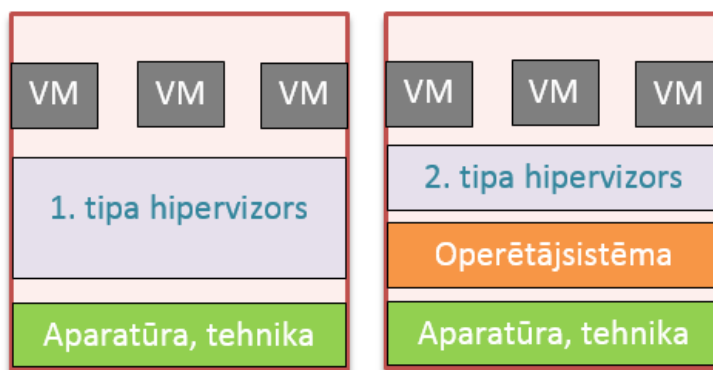 VM VM VM
1. tipa hipervizors
Aparatūra, tehnika
VM VM VM
2. tipa hipervizors
Operētājsistēma
Aparatūra, tehnika